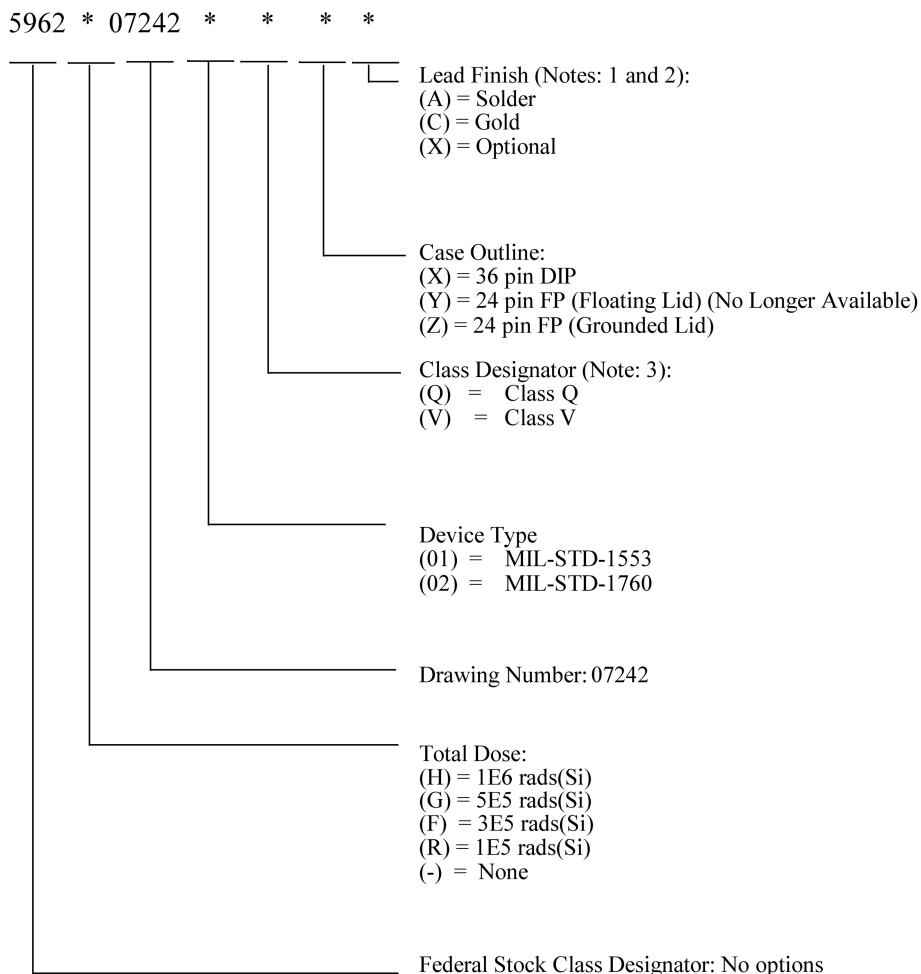 5962 * 07242 * * * *
Lead Finish (Notes: 1 and 2):
(A) = Solder
(C) = Gold
(X) = Optional
Case Outline:
(X) = 36 pin DIP
(Y) = 24 pin FP (Floating Lid) (No Longer Available)
(Z) = 24 pin FP (Grounded Lid)
Class Designator (Note: 3):
(Q) = Class Q
(V) = Class V
Device Type
(01) = MIL-STD-1553
(02) = MIL-STD-1760
Drawing Number: 07242
Total Dose:
(H) = 1E6 rads(Si)
(G) = 5E5 rads(Si)
(F) = 3E5 rads(Si)
(R) = 1E5 rads(Si)
(-) = None
Federal Stock Class Designator: No options